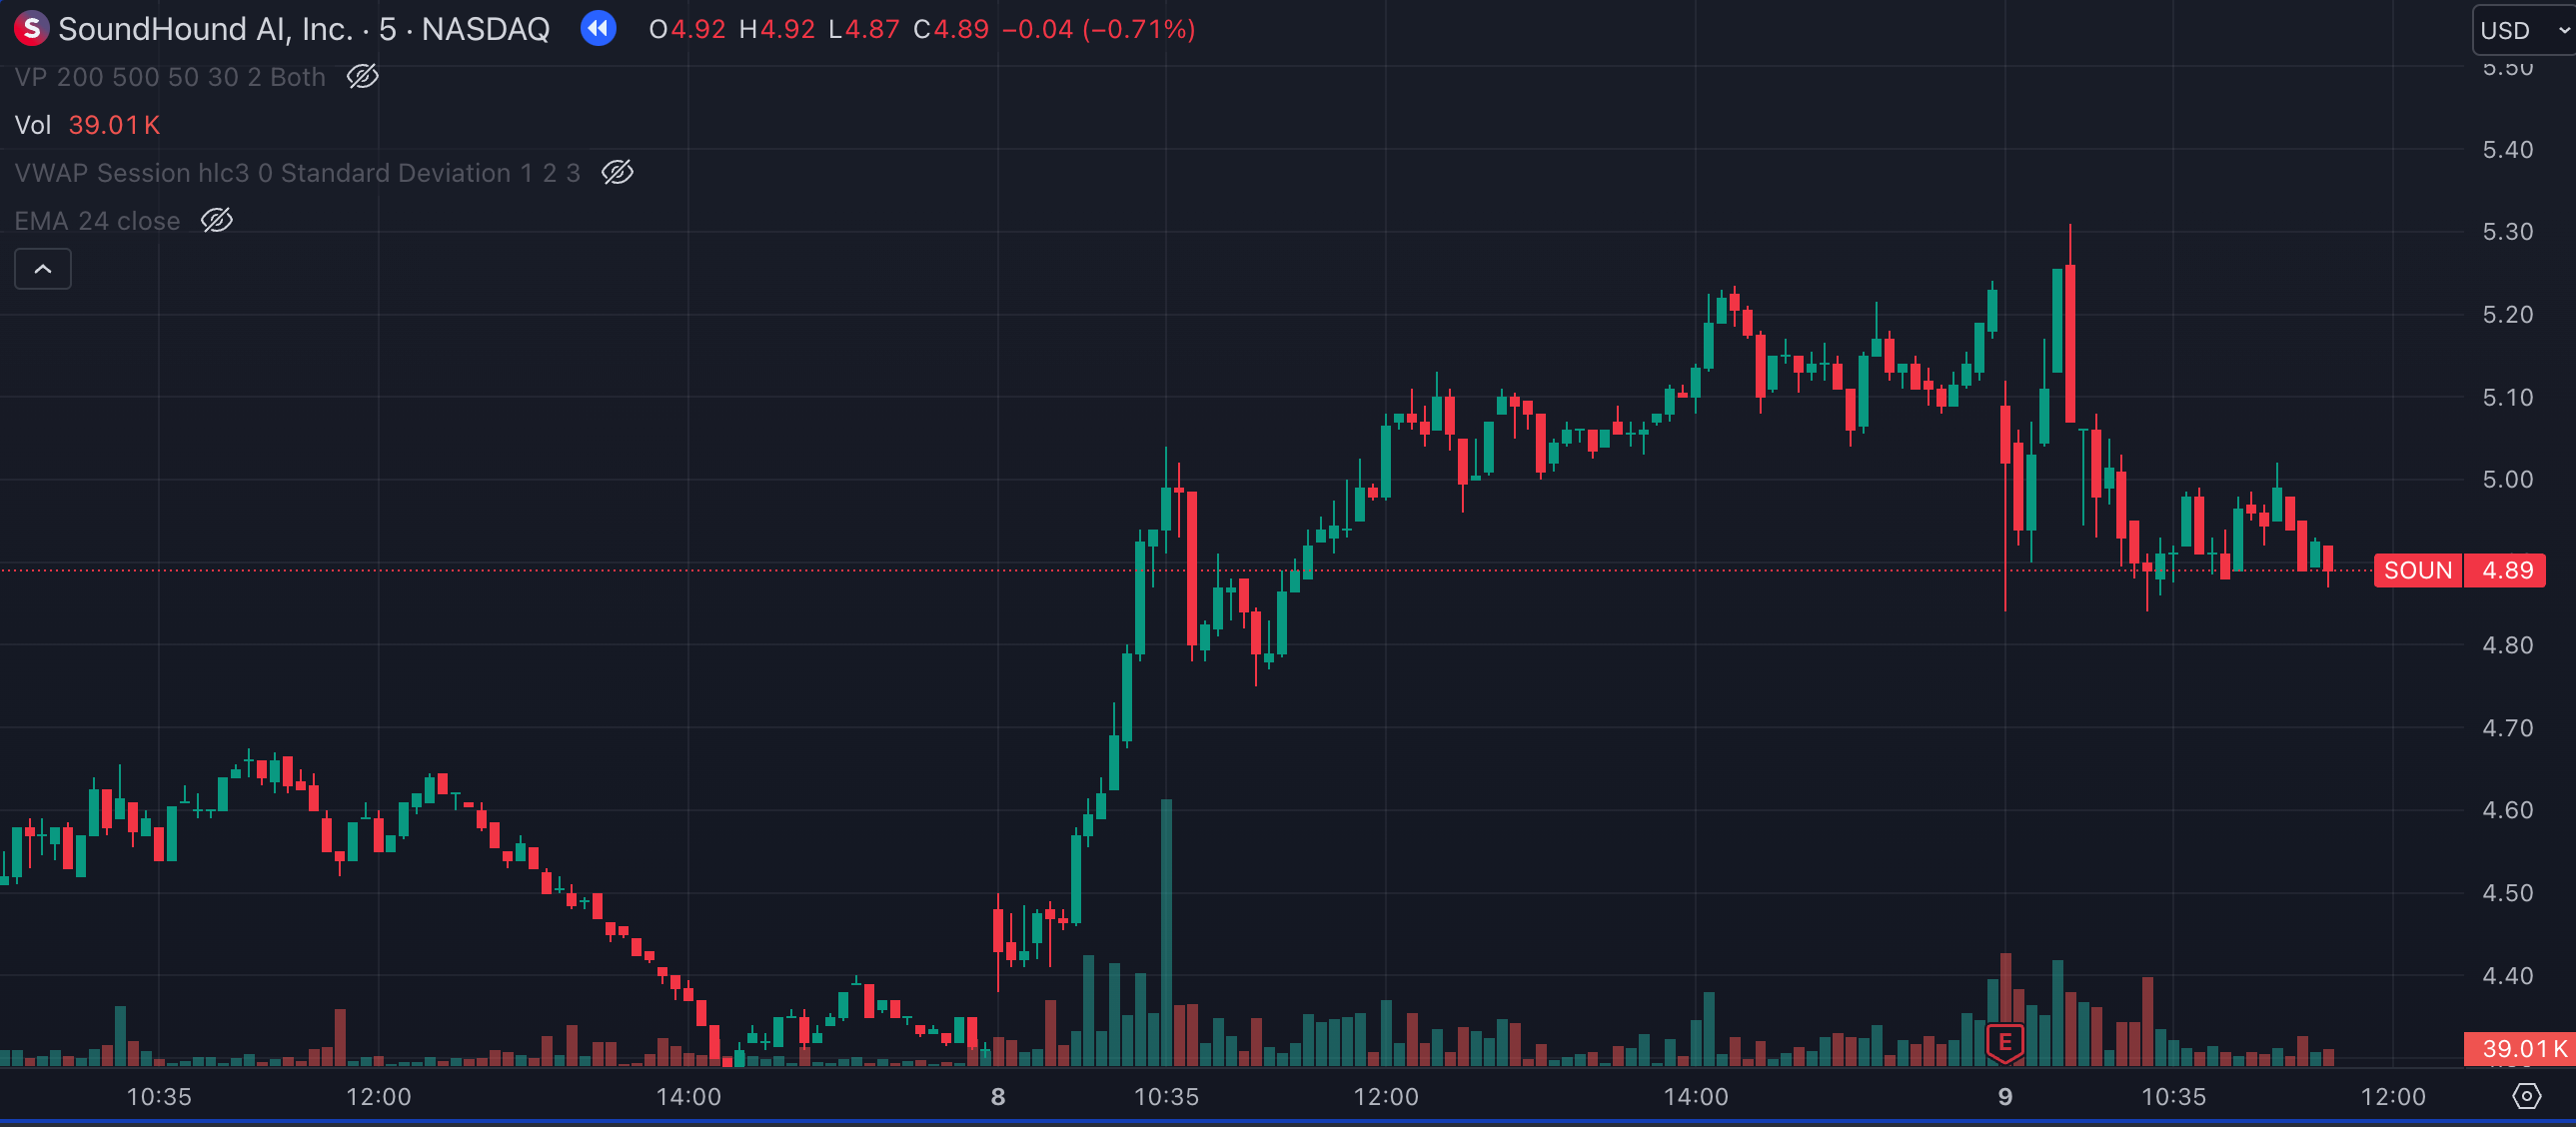 S SoundHound AI, Inc. · 5 · NASDAQ O4.92 H4.92 L4.87 C4.89 −0.04 (−0.71%) USD
VP 200 500 50 30 2 Both
Vol 39.01K
VWAP Session hlc3 0 Standard Deviation 1 2 3
EMA 24 close
5.50
5.40
5.30
5.20
5.10
5.00
SOUN 4.89
4.80
4.70
4.60
4.50
4.40
E
39.01K
10:35 12:00 14:00 8 10:35 12:00 14:00 9 10:35 12:00